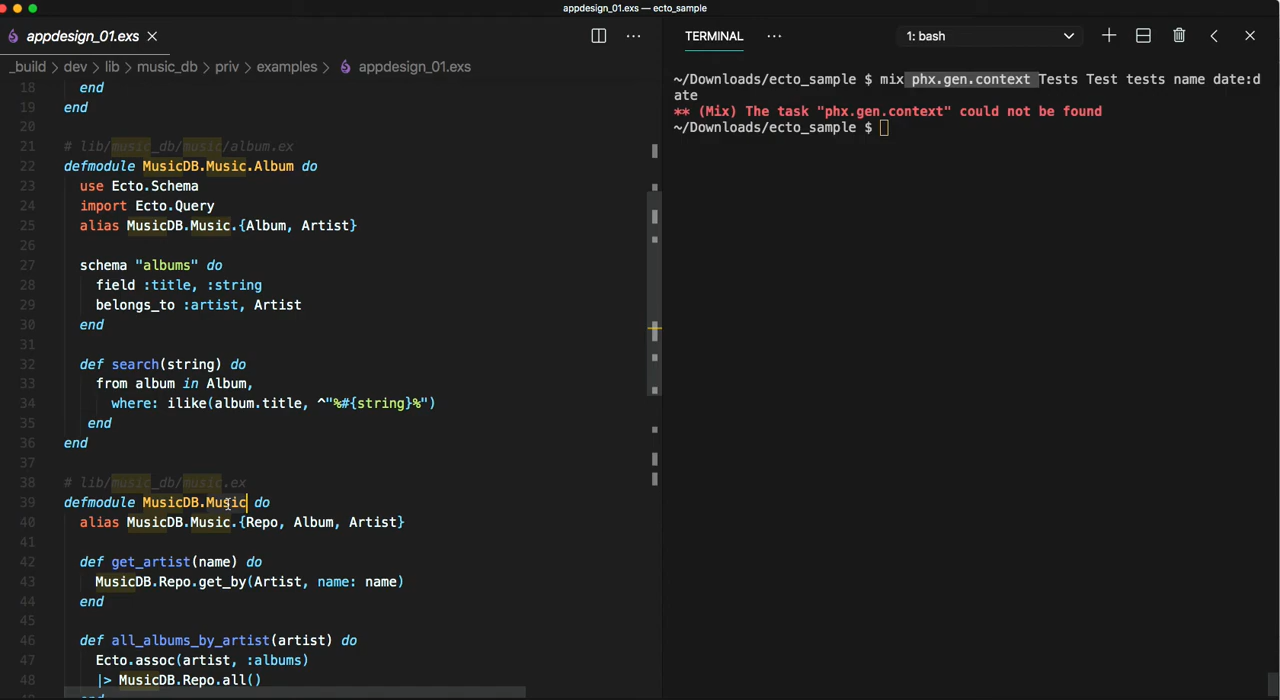 appdesign_01.exs — ecto_sample
appdesign_01.exs
_build > dev > lib > music_db > priv > examples > appdesign_01.exs
18 end
19 end
20
21 # lib/music_db/music/album.ex
22 defmodule MusicDB.Music.Album do
23 use Ecto.Schema
24 import Ecto.Query
25 alias MusicDB.Music.{Album, Artist}
26
27 schema "albums" do
28 field :title, :string
29 belongs_to :artist, Artist
30 end
31
32 def search(string) do
33 from album in Album,
34 where: ilike(album.title, ^"%#{string}%")
35 end
36 end
37
38 # lib/music_db/music.ex
39 defmodule MusicDB.Music do
40 alias MusicDB.Music.{Repo, Album, Artist}
41
42 def get_artist(name) do
43 MusicDB.Repo.get_by(Artist, name: name)
44 end
45
46 def all_albums_by_artist(artist) do
47 Ecto.assoc(artist, :albums)
48 |> MusicDB.Repo.all()
TERMINAL
1: bash
~/Downloads/ecto_sample $ mix phx.gen.context Tests Test tests name date:d
ate
** (Mix) The task "phx.gen.context" could not be found
~/Downloads/ecto_sample $